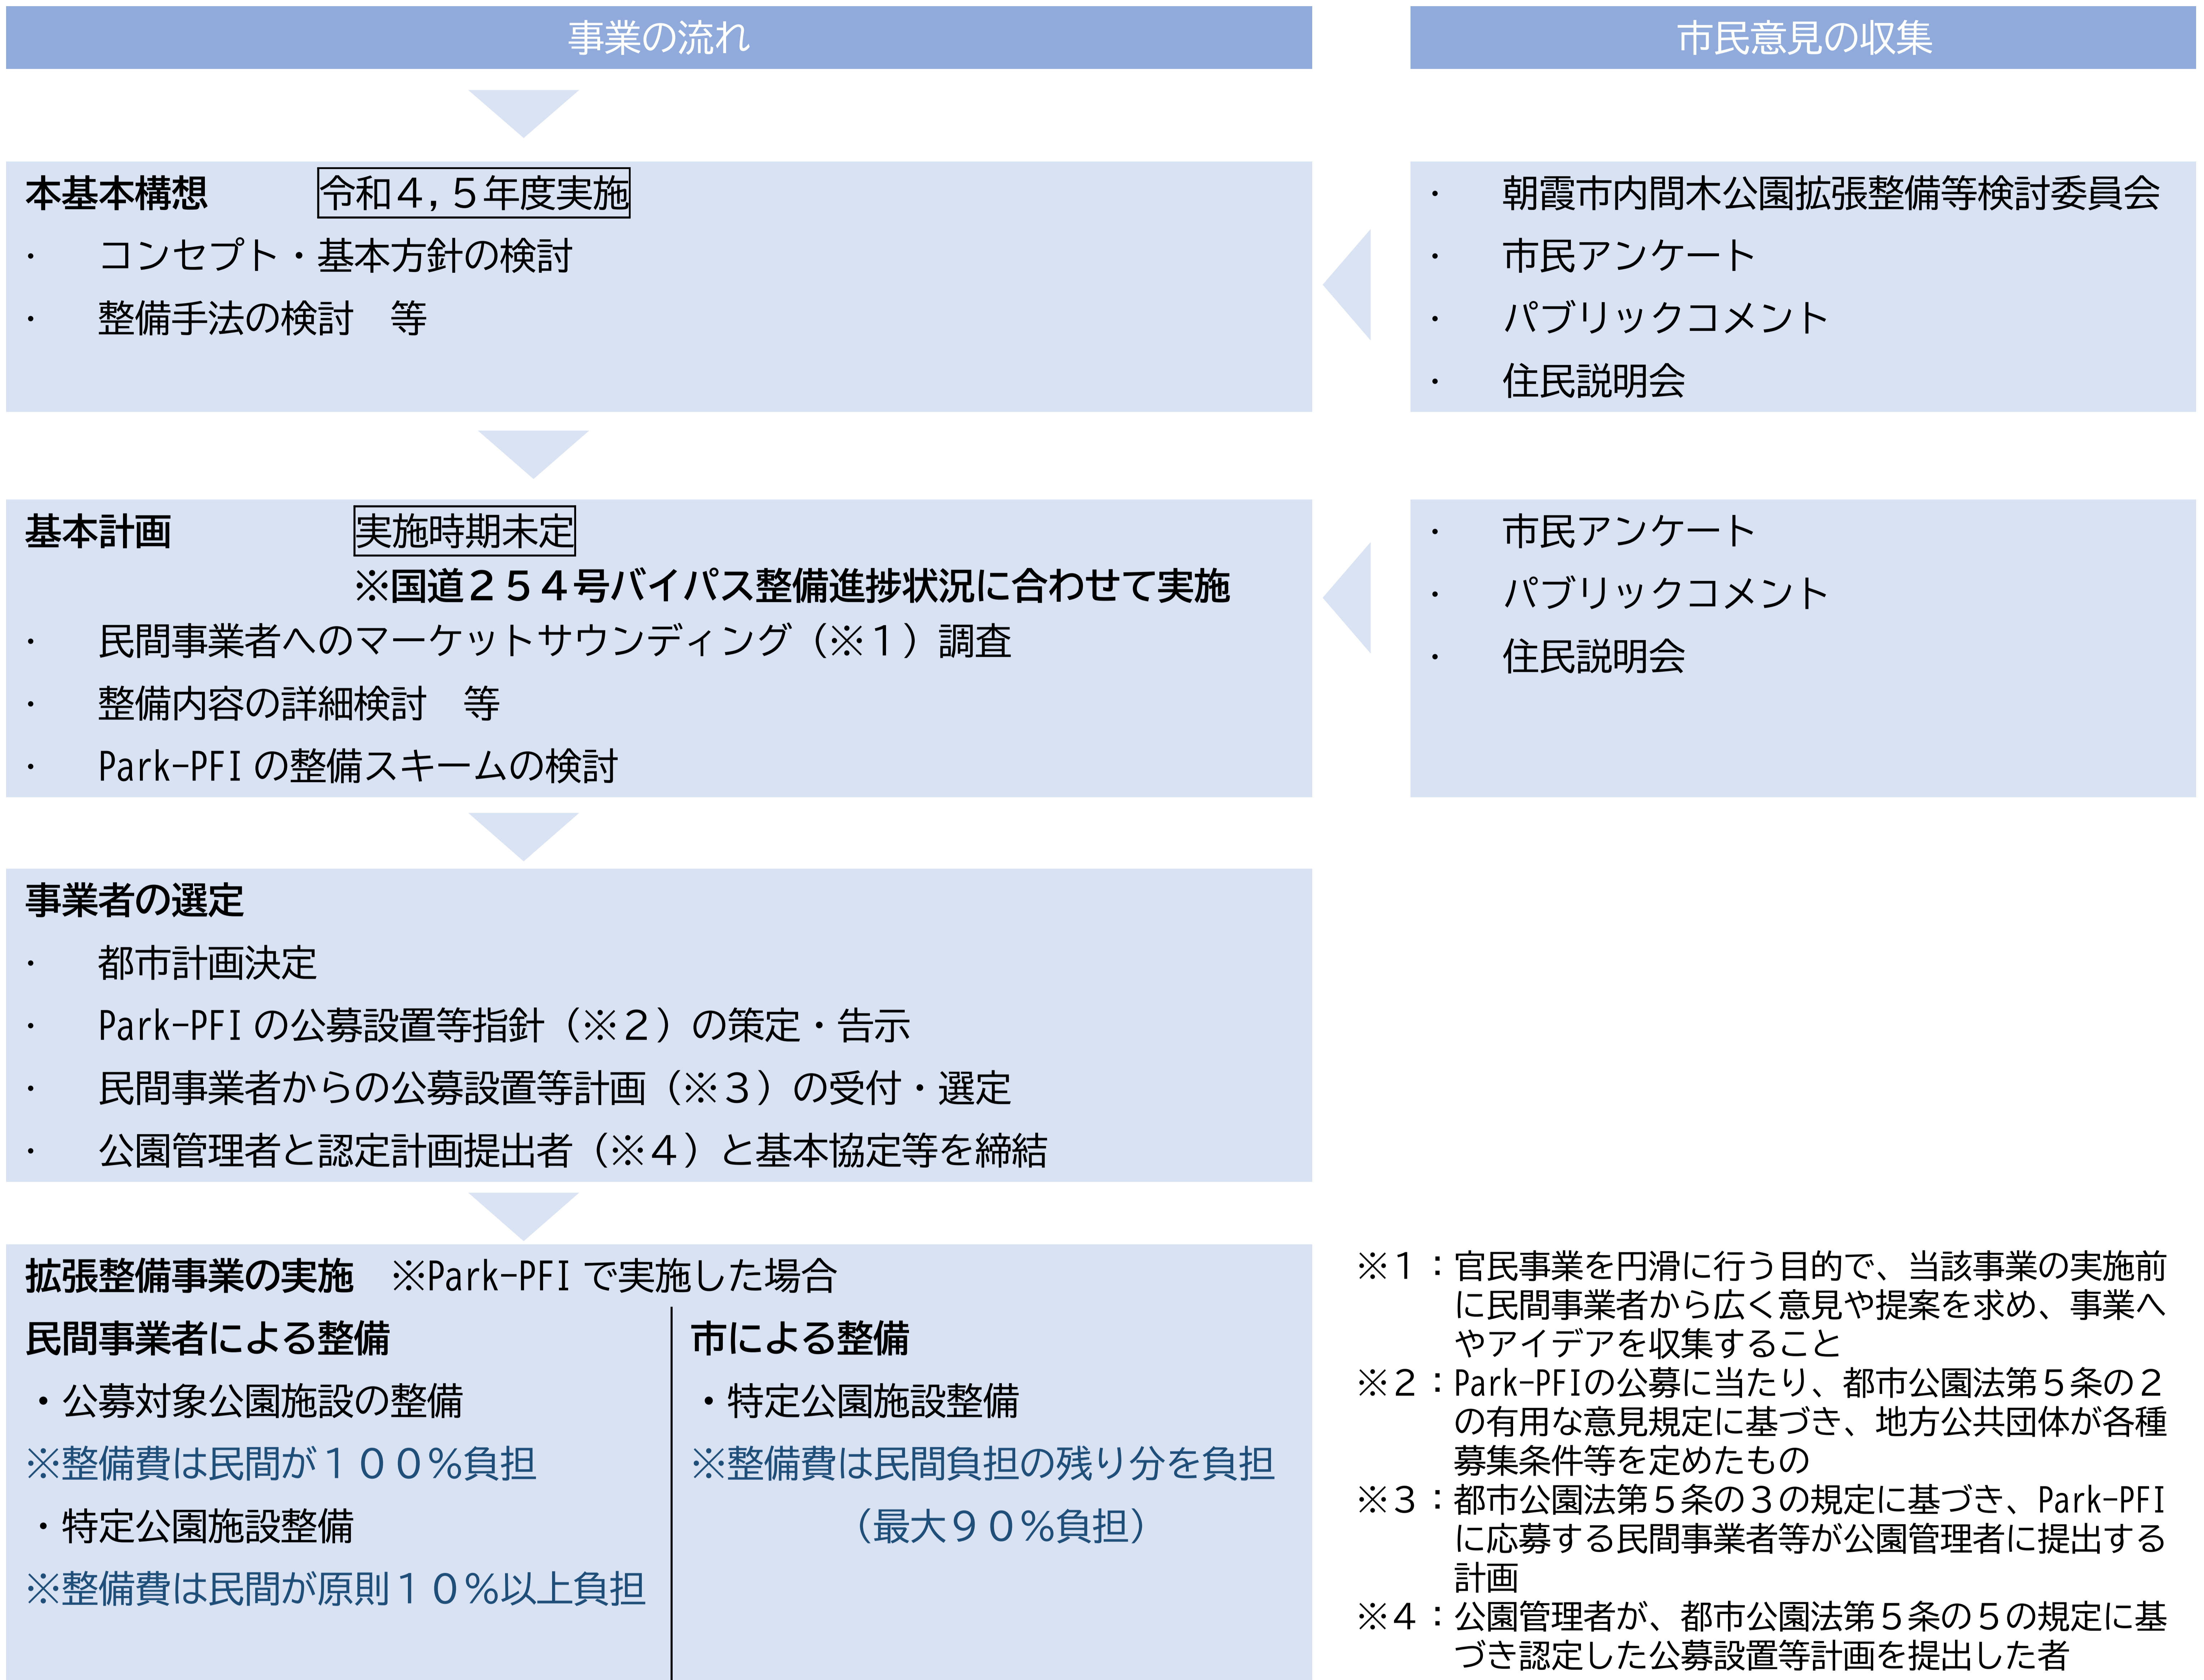 事業の流れ
市民意見の収集
本基本構想　令和４,５年度実施
・　コンセプト・基本方針の検討
・　整備手法の検討　等
・　朝霞市内間木公園拡張整備等検討委員会
・　市民アンケート
・　パブリックコメント
・　住民説明会
基本計画　実施時期未定
※国道２５４号バイパス整備進捗状況に合わせて実施
・　民間事業者へのマーケットサウンディング（※１）調査
・　整備内容の詳細検討　等
・　Park-PFI の整備スキームの検討
・　市民アンケート
・　パブリックコメント
・　住民説明会
事業者の選定
・　都市計画決定
・　Park-PFI の公募設置等指針（※２）の策定・告示
・　民間事業者からの公募設置等計画（※３）の受付・選定
・　公園管理者と認定計画提出者（※４）と基本協定等を締結
拡張整備事業の実施　※Park-PFI で実施した場合
民間事業者による整備
・公募対象公園施設の整備
※整備費は民間が１００％負担
・特定公園施設整備
※整備費は民間が原則１０％以上負担
市による整備
・特定公園施設整備
※整備費は民間負担の残り分を負担
（最大９０％負担）
※１：官民事業を円滑に行う目的で、当該事業の実施前
に民間事業者から広く意見や提案を求め、事業へ
やアイデアを収集すること
※２：Park-PFIの公募に当たり、都市公園法第５条の２
の有用な意見規定に基づき、地方公共団体が各種
募集条件等を定めたもの
※３：都市公園法第５条の３の規定に基づき、Park-PFI
に応募する民間事業者等が公園管理者に提出する
計画
※４：公園管理者が、都市公園法第５条の５の規定に基
づき認定した公募設置等計画を提出した者